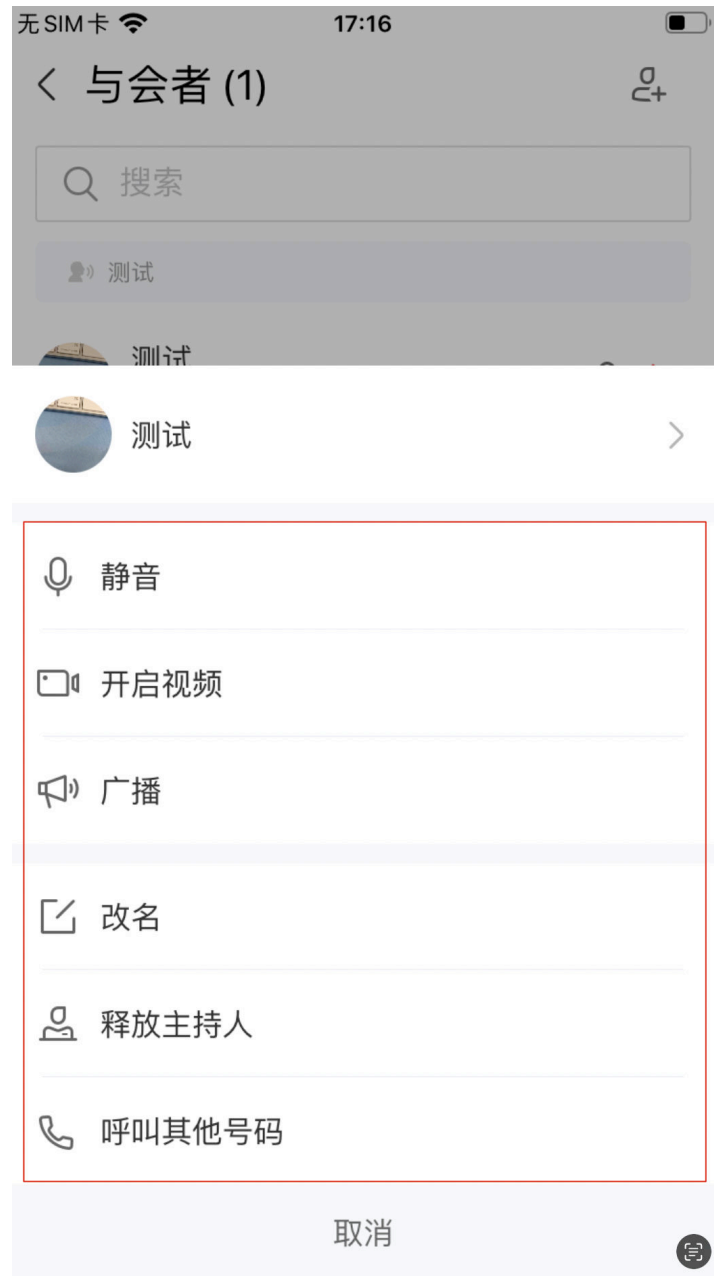 无SIM卡 17:16
与会者 (1)
搜索
测试
测试
测试
静音
开启视频
广播
改名
释放主持人
呼叫其他号码
取消